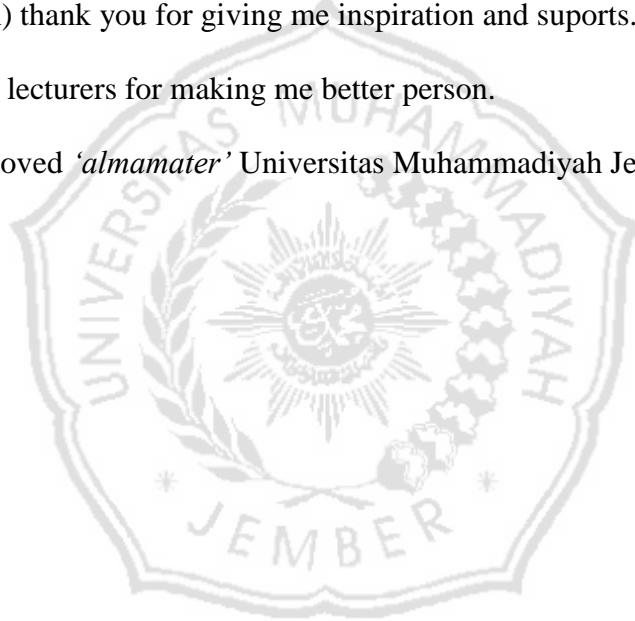 ) thank you for giving me inspiration and suports.
lecturers for making me better person.
oved ‘almamater’ Universitas Muhammadiyah Je
UNIVERSITAS MUHAMMADIYAH
JEMBER